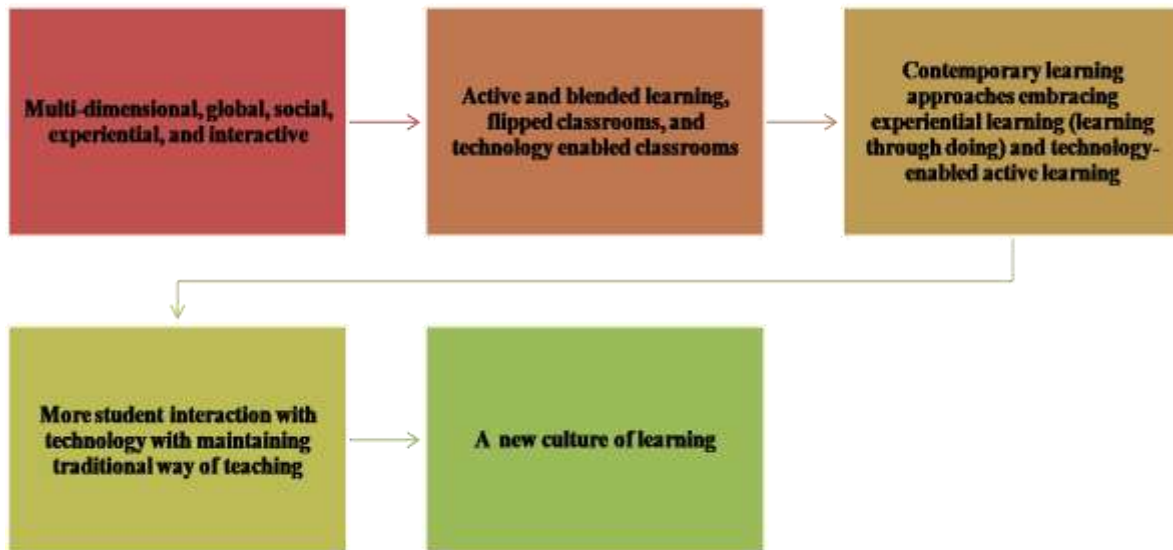 Multi-dimensional, global, social,
experiential, and interactive
Active and blended learning,
flipped classrooms, and
technology enabled classrooms
Contemporary learning
approaches embracing
experiential learning (learning
through doing) and technology-
enabled active learning
More student interaction with
technology with maintaining
traditional way of teaching
A new culture of learning